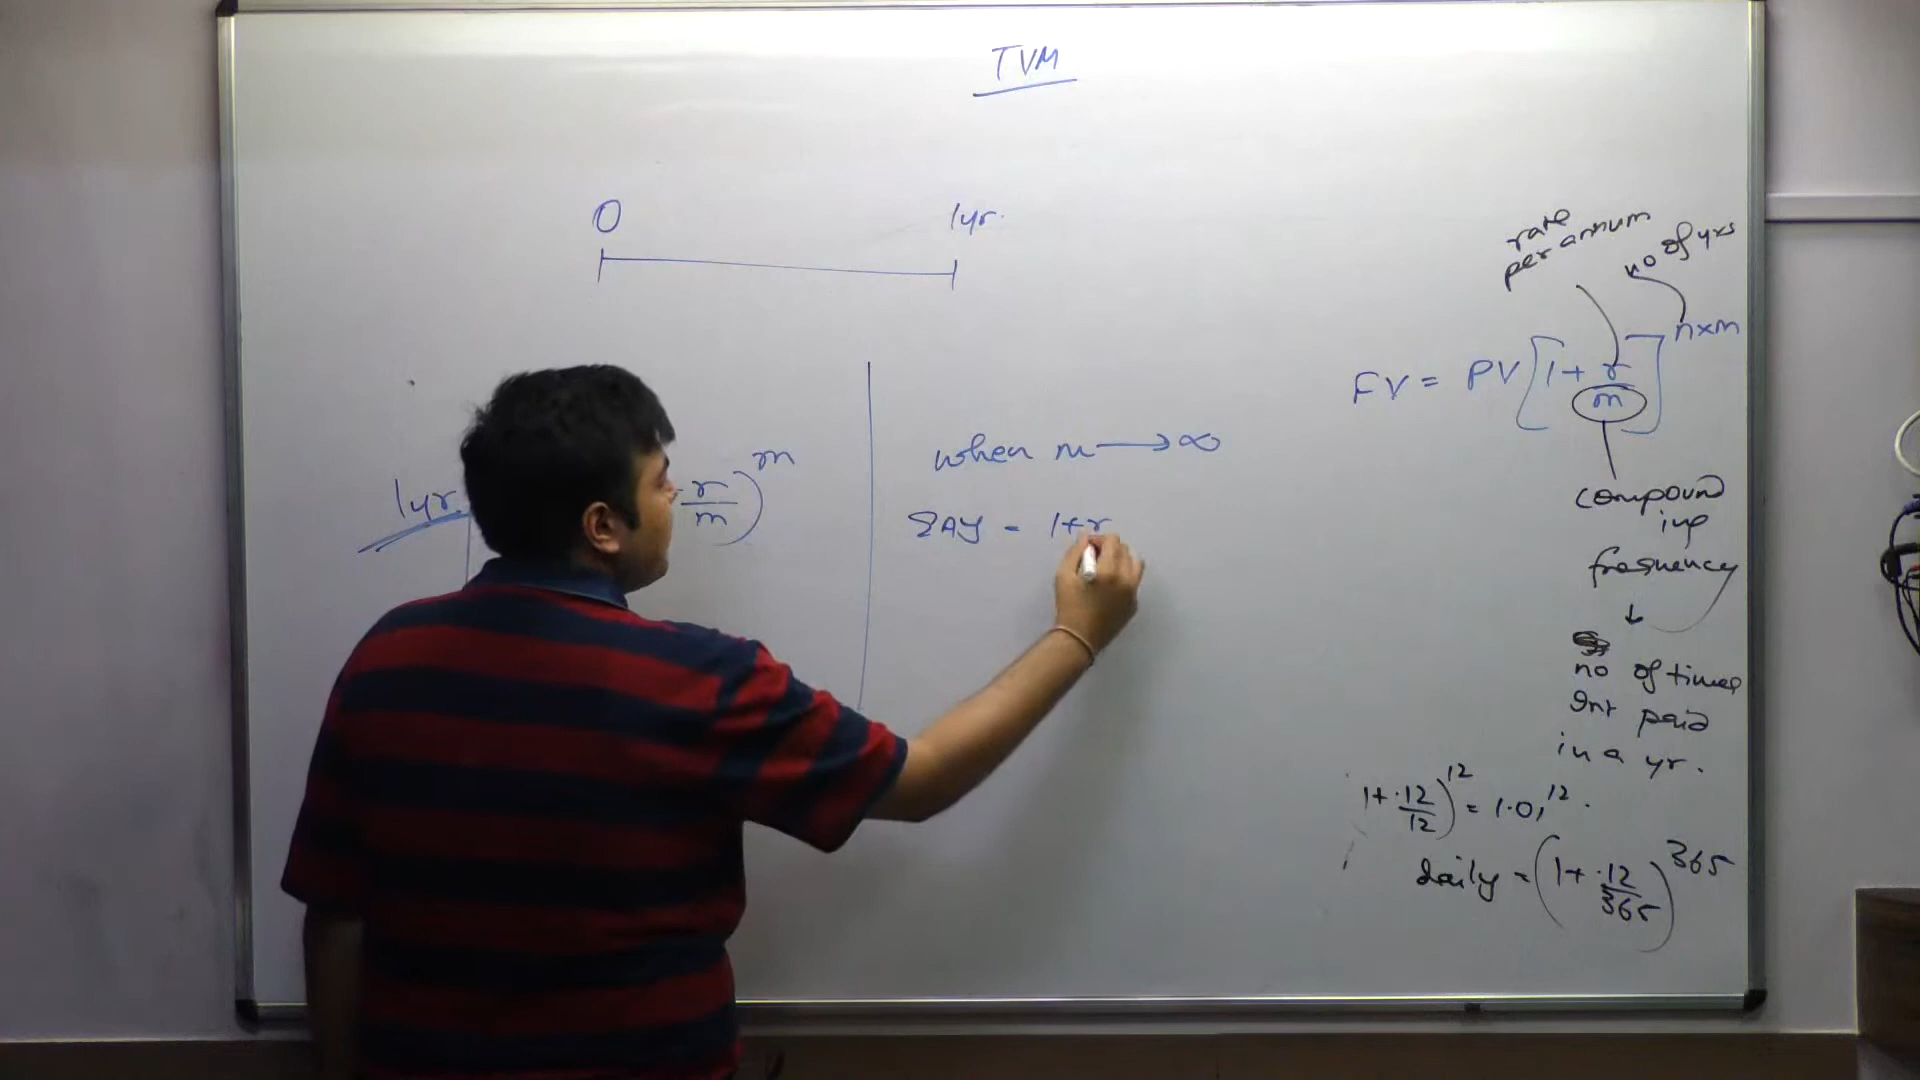 TVM
0 1yr.
rate
per annum
no of yrs
FV = PV[1+ r/m]^n×m
when m → ∞
1yr. r/m)^m
EAY = 1+r
compound
ing
frequency
↓
no of times
Int paid
in a yr.
1+ .12/12)^12 = 1.01^12.
daily = (1+ .12/365)^365